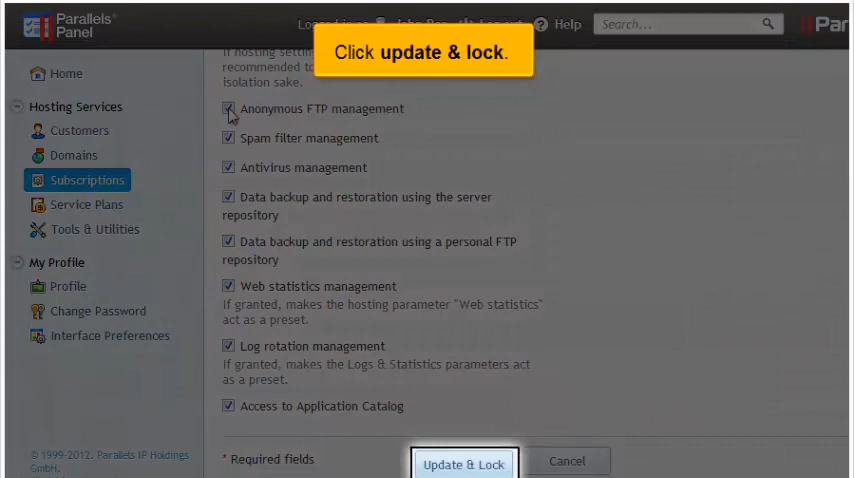 Parallels®
Panel
Help
Search...
Par
Click update & lock.
Home
Hosting Services
Customers
Domains
Subscriptions
Service Plans
Tools & Utilities
My Profile
Profile
Change Password
Interface Preferences
© 1999-2012. Parallels IP Holdings
GmbH.
If hosting
recommended to
isolation sake.
Anonymous FTP management
Spam filter management
Antivirus management
Data backup and restoration using the server
repository
Data backup and restoration using a personal FTP
repository
Web statistics management
If granted, makes the hosting parameter "Web statistics"
act as a preset.
Log rotation management
If granted, makes the Logs & Statistics parameters act
as a preset.
Access to Application Catalog
* Required fields
Update & Lock
Cancel